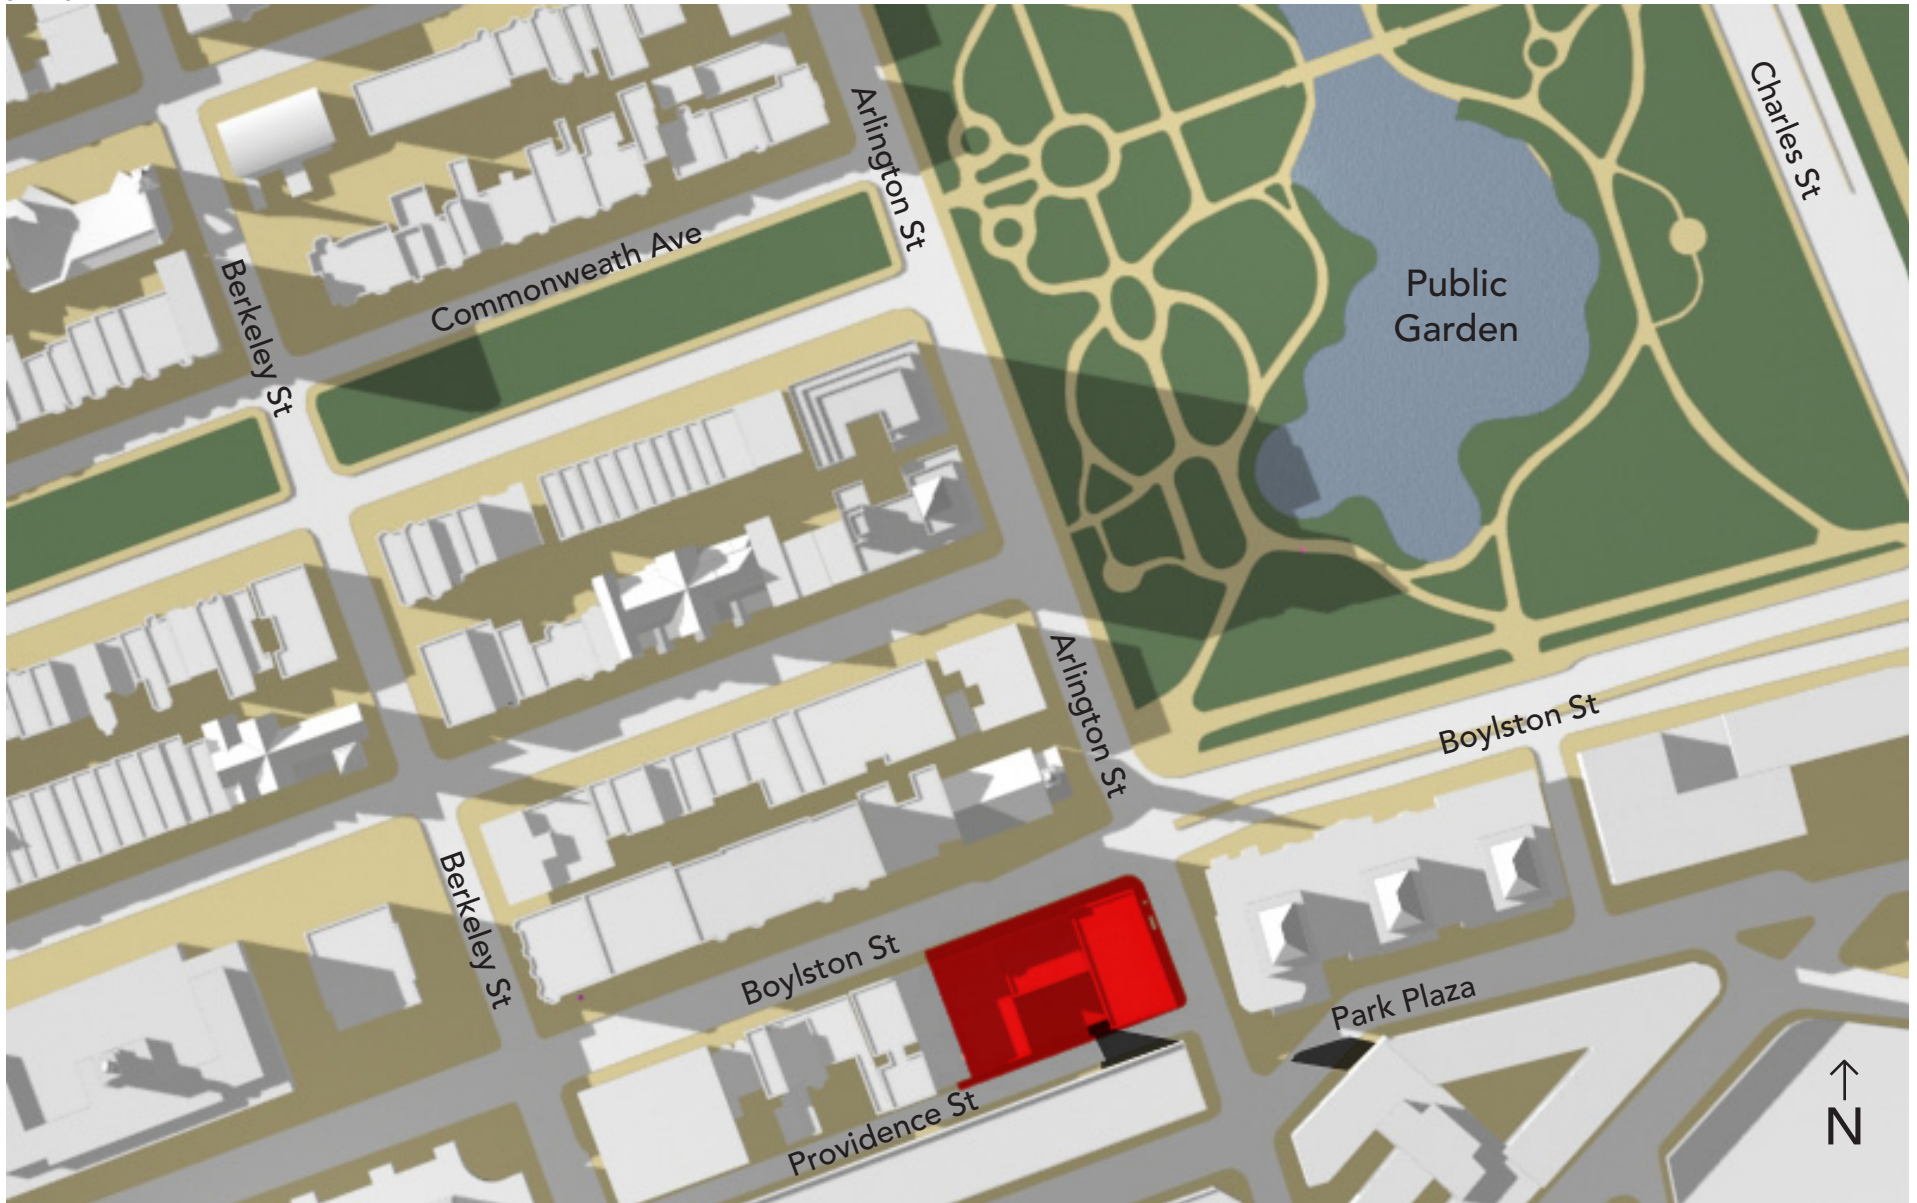 Charles St
Arlington St
Commonweath Ave
Berkeley St
Public
Garden
Arlington St
Boylston St
Berkeley St
Boylston St
Park Plaza
Providence St
N